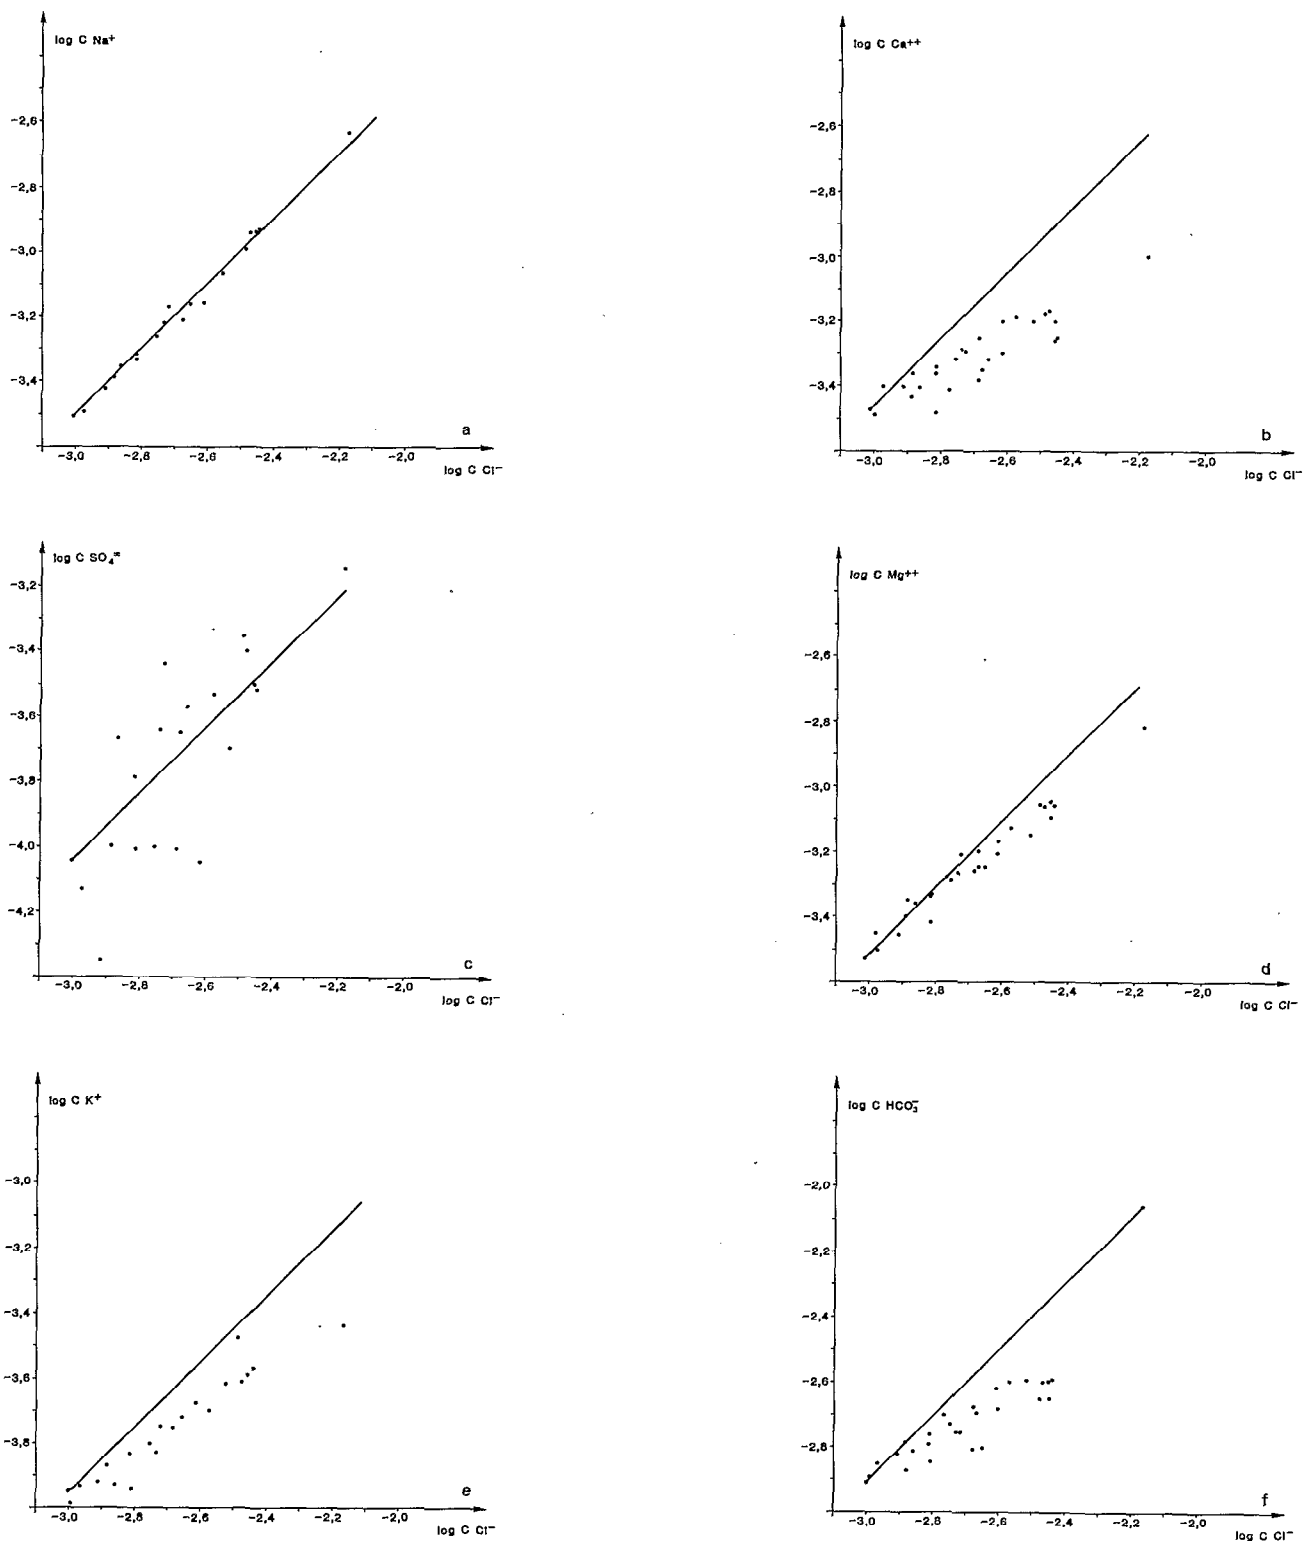 log C Na+
−2,6
−2,8
−3,0
−3,2
−3,4
−3,0 −2,8 −2,6 −2,4 −2,2 −2,0
a
log C Cl−
log C Ca++
−2,6
−2,8
−3,0
−3,2
−3,4
−3,0 −2,8 −2,6 −2,4 −2,2 −2,0
b
log C Cl−
log C SO4=
−3,2
−3,4
−3,6
−3,8
−4,0
−4,2
−3,0 −2,8 −2,6 −2,4 −2,2 −2,0
c
log C Cl−
log C Mg++
−2,6
−2,8
−3,0
−3,2
−3,4
−3,0 −2,8 −2,6 −2,4 −2,2 −2,0
d
log C Cl−
log C K+
−3,0
−3,2
−3,4
−3,6
−3,8
−3,0 −2,8 −2,6 −2,4 −2,2 −2,0
e
log C Cl−
log C HCO3−
−2,0
−2,2
−2,4
−2,6
−2,8
−3,0 −2,8 −2,6 −2,4 −2,2 −2,0
f
log C Cl−